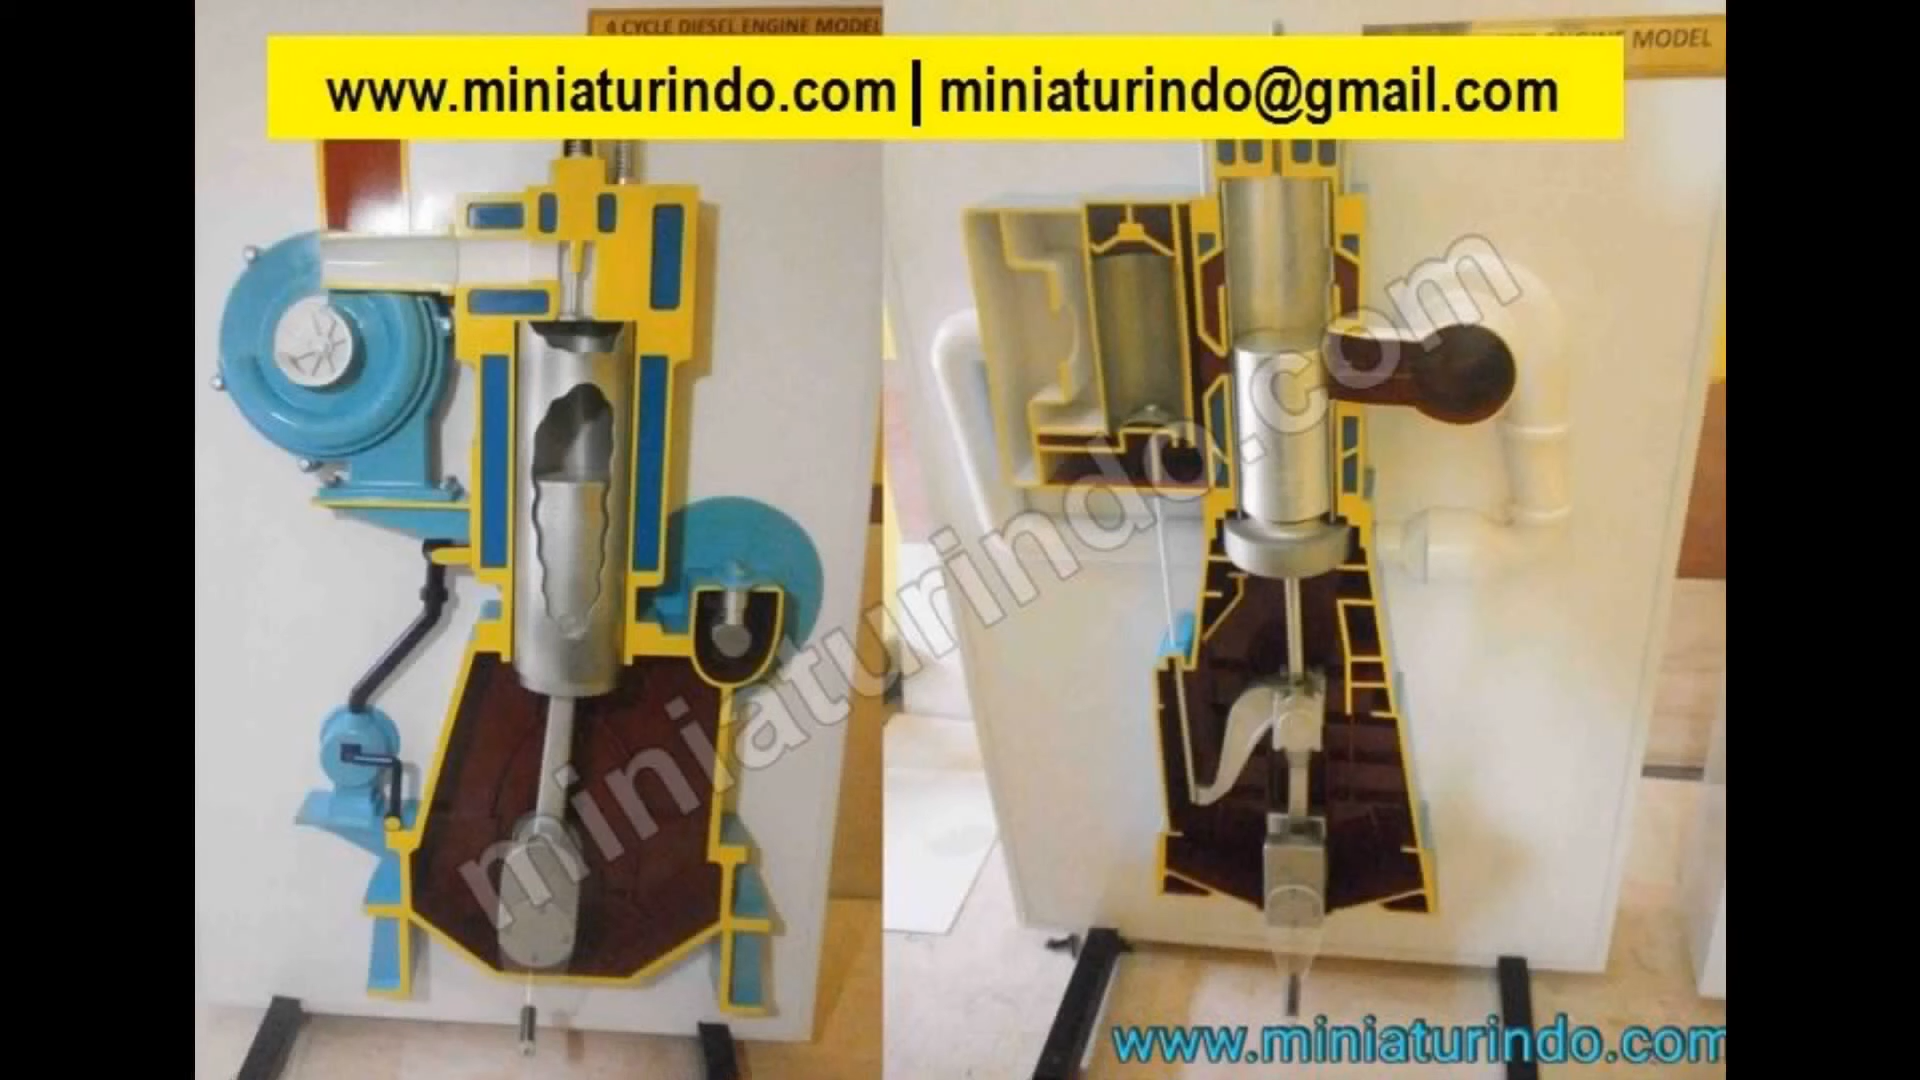 4 CYCLE DIESEL ENGINE MODEL
ENGINE MODEL
www.miniaturindo.com | miniaturindo@gmail.com
miniaturindo.com
www.miniaturindo.com